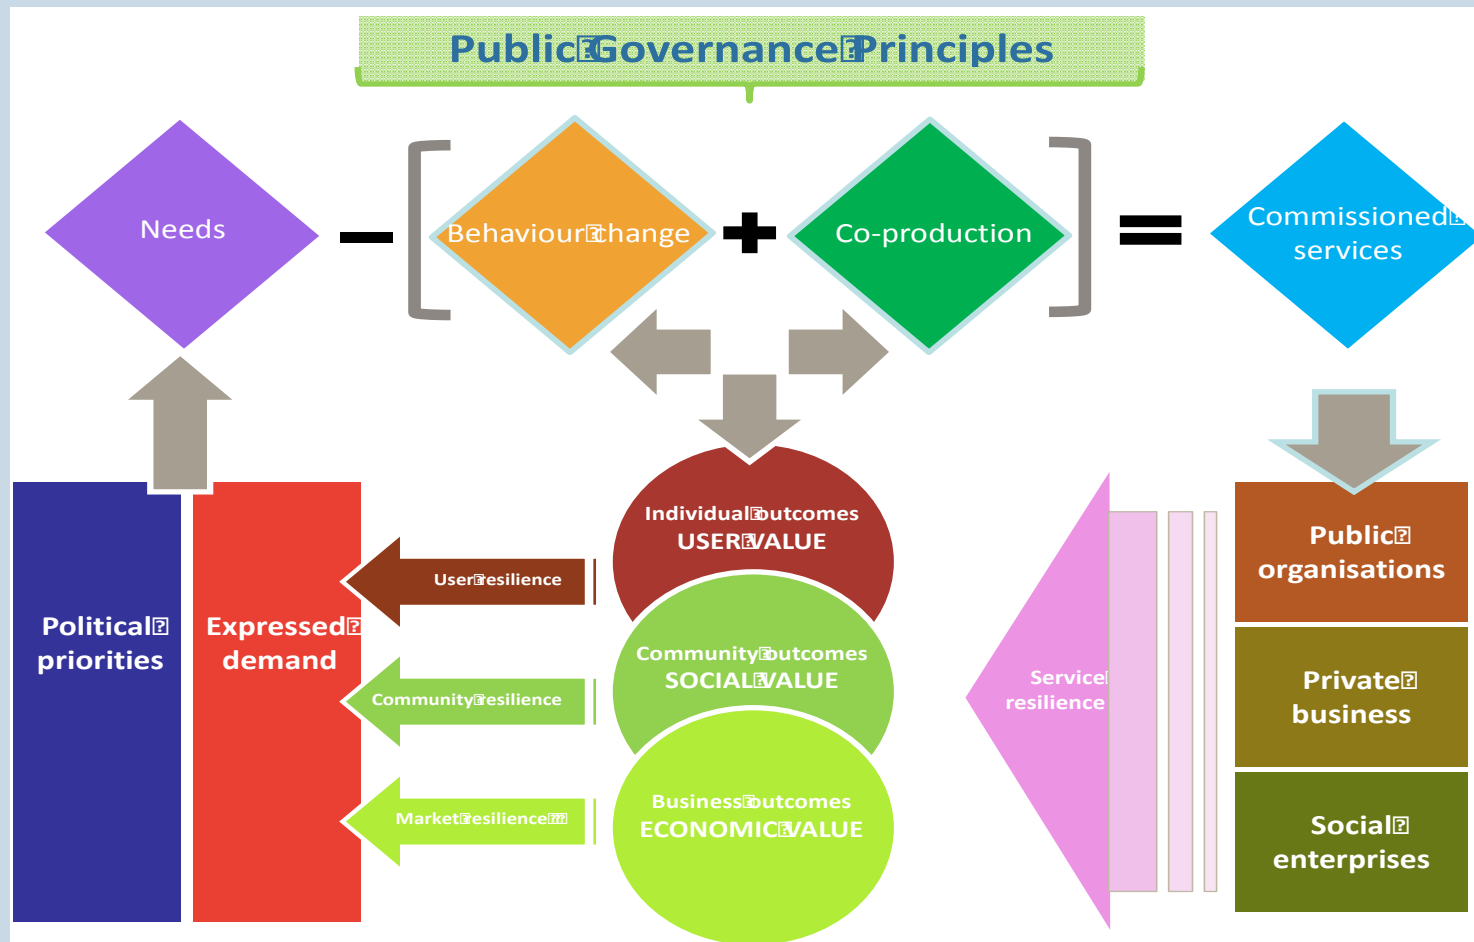 Public Governance Principles
Needs
Behaviour change
Co-production
Commissioned
services
Political
priorities
Expressed
demand
User resilience
Community resilience
Market resilience
Individual outcomes
USER VALUE
Community outcomes
SOCIAL VALUE
Business outcomes
ECONOMIC VALUE
Service
resilience
Public
organisations
Private
business
Social
enterprises